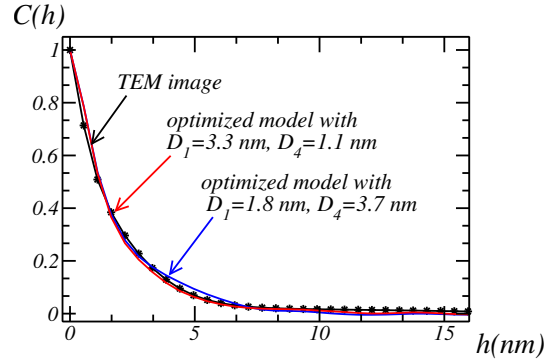 C(h)
1
0.8
0.6
0.4
0.2
0
TEM image
optimized model with
D₁=3.3 nm, D₄=1.1 nm
optimized model with
D₁=1.8 nm, D₄=3.7 nm
0
5
10
15
h(nm)